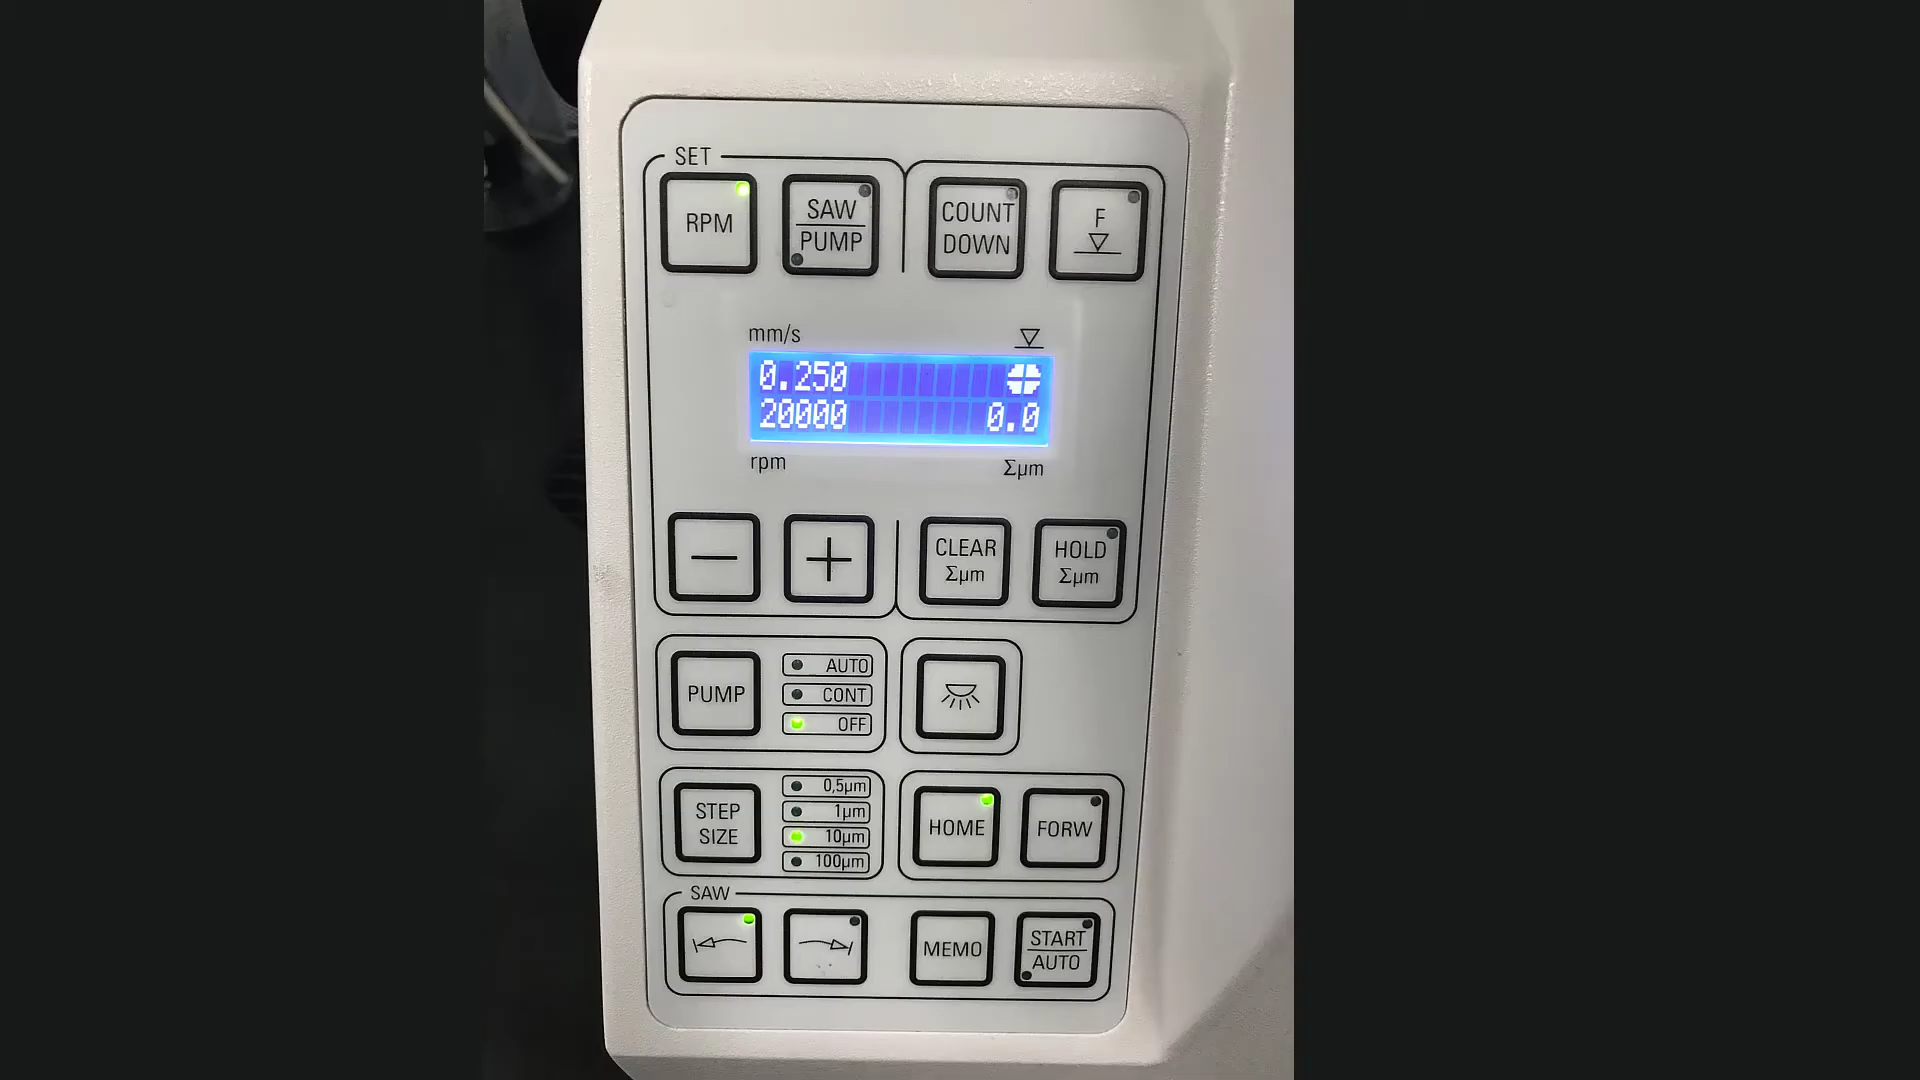 SET
RPM
SAW
PUMP
COUNT
DOWN
F
mm/s
0.250
20000
0.0
rpm
Σµm
CLEAR
Σµm
HOLD
Σµm
PUMP
AUTO
CONT
OFF
STEP
SIZE
0,5µm
1µm
10µm
100µm
HOME
FORW
SAW
MEMO
START
AUTO